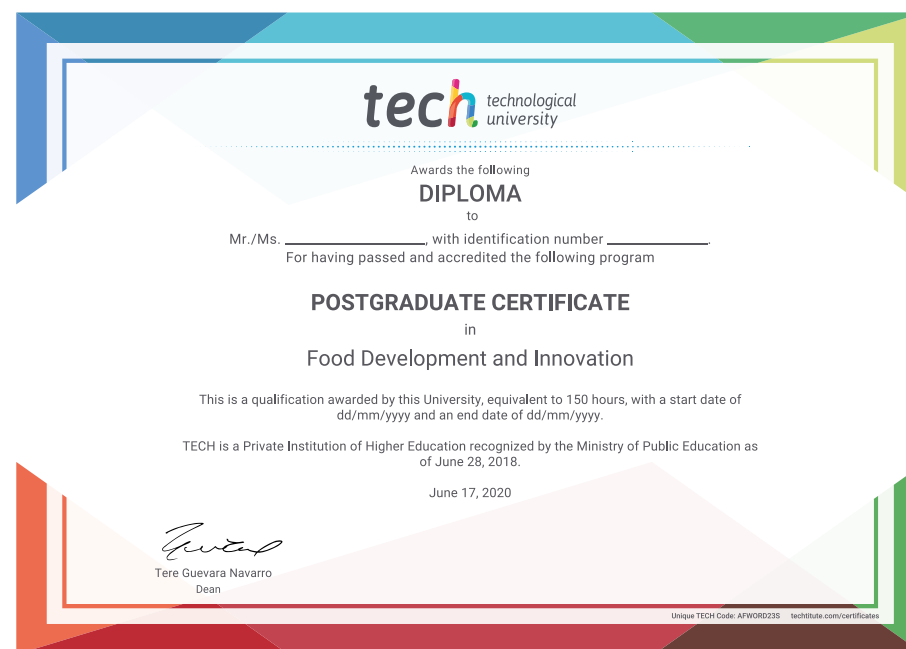 tech technological
university
Awards the following
DIPLOMA
to
Mr./Ms. ____________________, with identification number ______________.
For having passed and accredited the following program
POSTGRADUATE CERTIFICATE
in
Food Development and Innovation
This is a qualification awarded by this University, equivalent to 150 hours, with a start date of
dd/mm/yyyy and an end date of dd/mm/yyyy.
TECH is a Private Institution of Higher Education recognized by the Ministry of Public Education as
of June 28, 2018.
June 17, 2020
Tere Guevara Navarro
Dean
Unique TECH Code: AFWORD23S techtitute.com/certificates